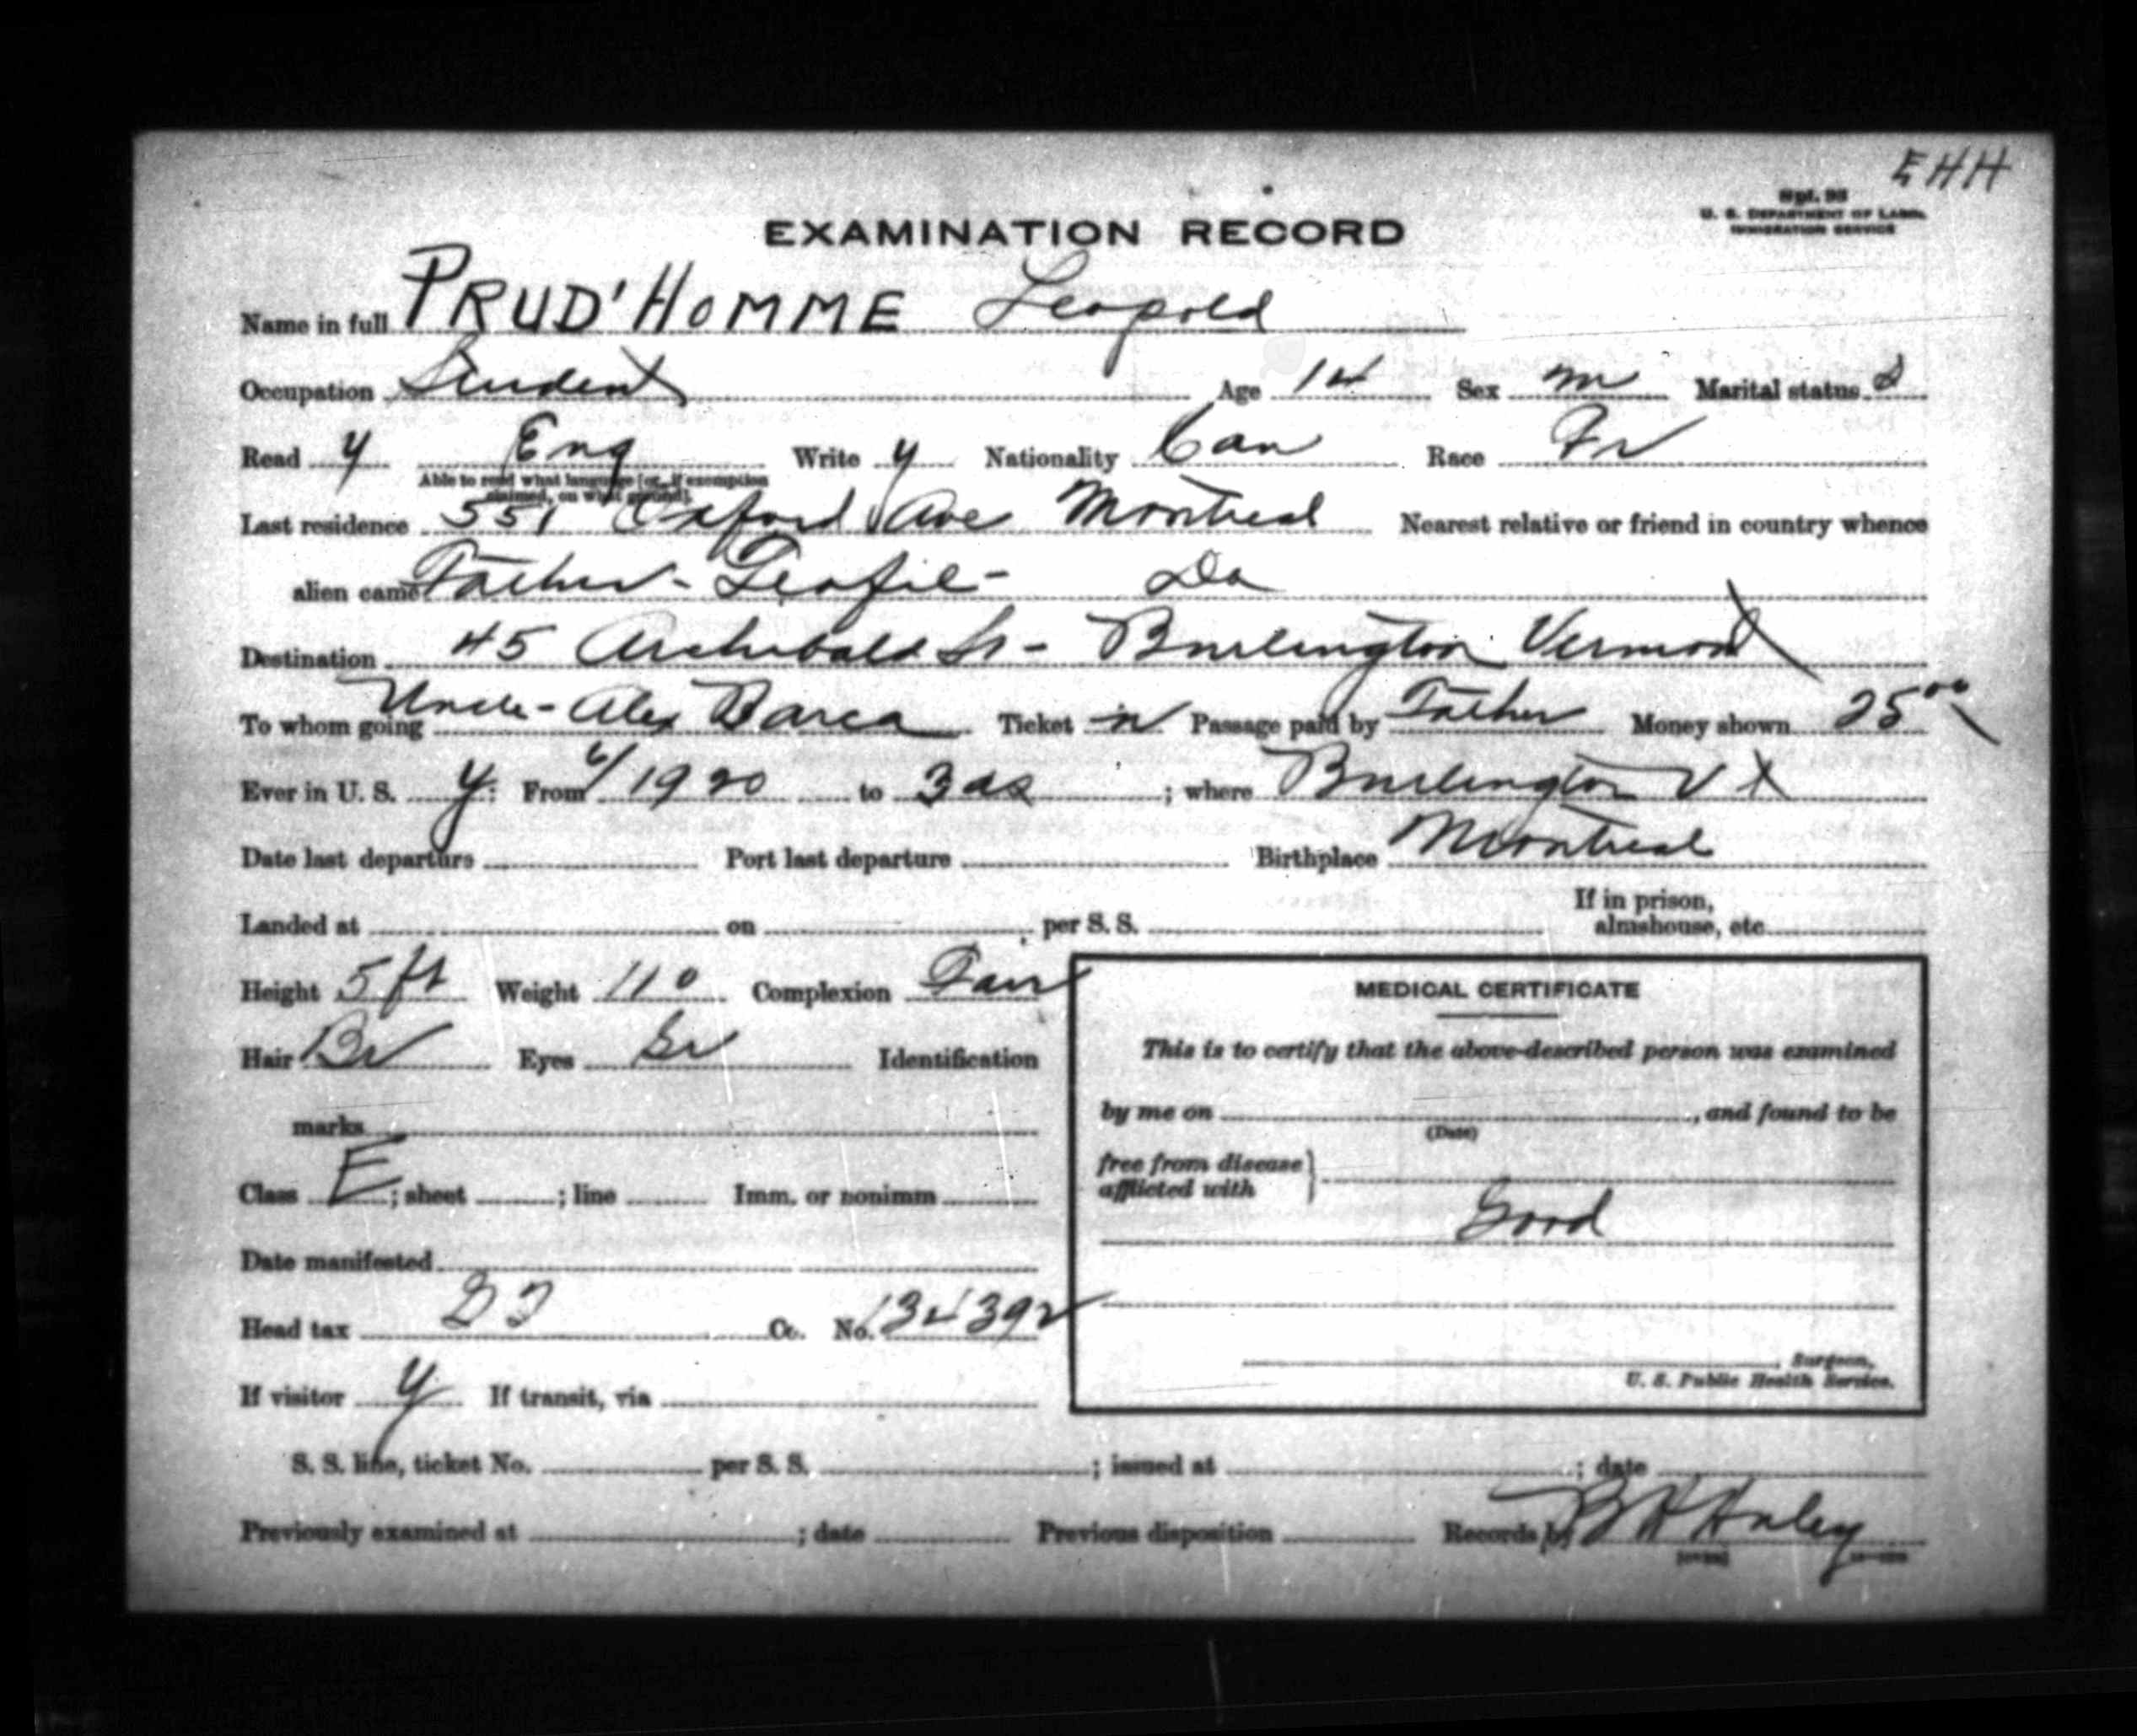 EHH
U. S. DEPARTMENT OF LABOR
IMMIGRATION SERVICE
EXAMINATION RECORD
Name in full PRUD'HOMME Leopold
Occupation Student Age 14 Sex m Marital status S
Read y Eng Write y Nationality Can Race Fr
Able to read what language [or, if exemption
claimed, on what ground].
Last residence 551 Oxford Ave Montreal Nearest relative or friend in country whence
alien came Father - Teofil - Do
Destination 45 Archibald St - Burlington Vermont
To whom going Uncle - Alex Barca Ticket n Passage paid by Father Money shown 25 00
Ever in U. S. y From 6/1920 to 3 ds ; where Burlington Vt
Date last departure Port last departure Birthplace Montreal
If in prison,
Landed at on , per S. S. almshouse, etc
Height 5 ft Weight 110 Complexion Fair
Hair Br Eyes Gr Identification
marks
Class E ; sheet ; line Imm. or nonimm
Date manifested
Head tax Cc. No. 134392
If visitor y If transit, via
MEDICAL CERTIFICATE
This is to certify that the above-described person was examined
by me on , and found to be
(Date)
free from disease }
afflicted with
Good
Surgeon,
U. S. Public Health Service.
S. S. line, ticket No. per S. S. ; issued at ; date
Previously examined at ; date Previous disposition Records by